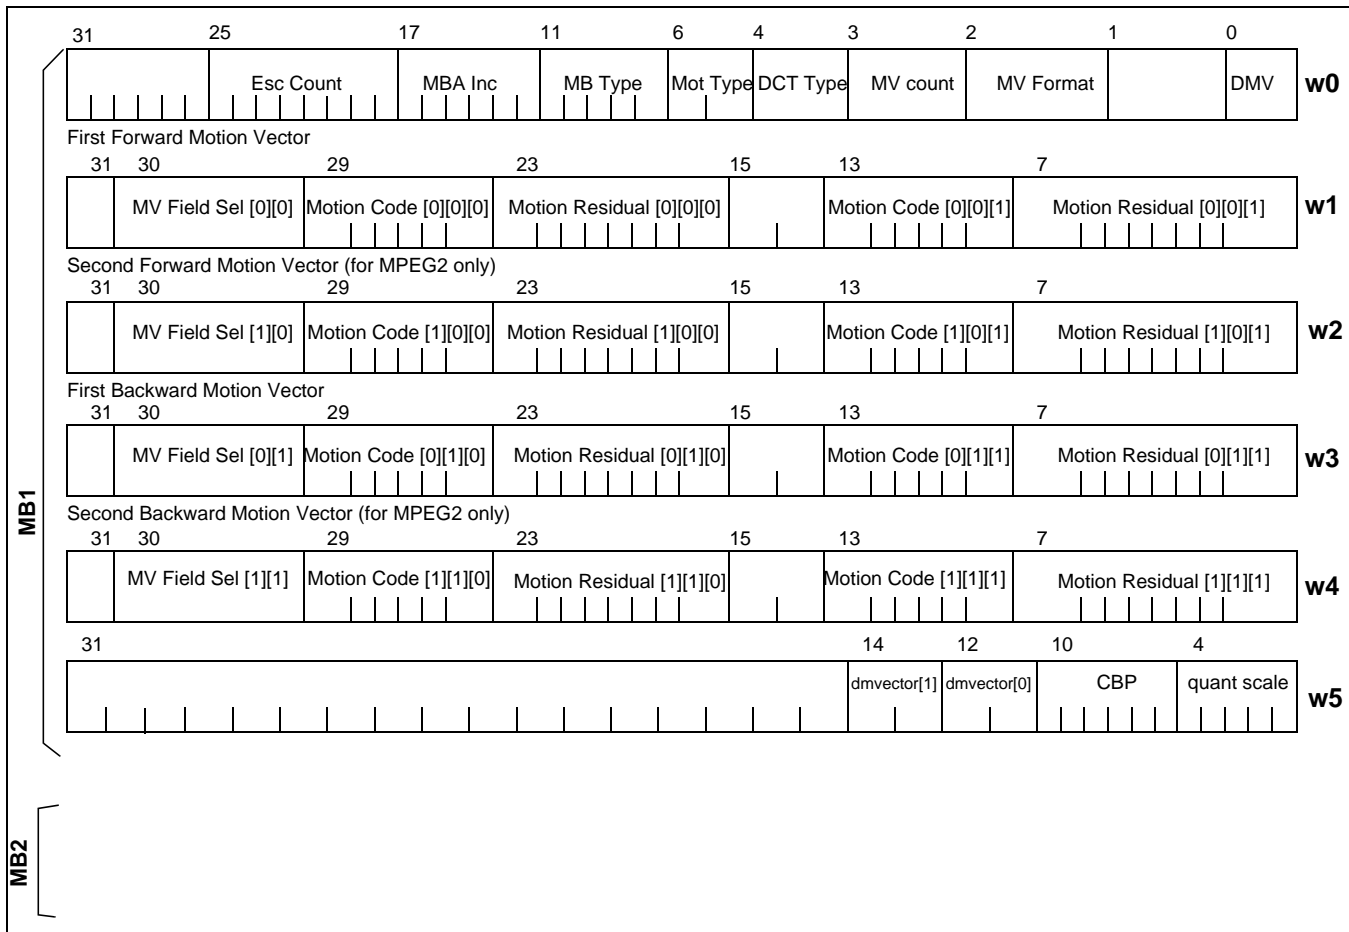 31 25 17 11 6 4 3 2 1 0
Esc Count MBA Inc MB Type Mot Type DCT Type MV count MV Format DMV w0
First Forward Motion Vector
31 30 29 23 15 13 7
MV Field Sel [0][0] Motion Code [0][0][0] Motion Residual [0][0][0] Motion Code [0][0][1] Motion Residual [0][0][1] w1
Second Forward Motion Vector (for MPEG2 only)
31 30 29 23 15 13 7
MV Field Sel [1][0] Motion Code [1][0][0] Motion Residual [1][0][0] Motion Code [1][0][1] Motion Residual [1][0][1] w2
First Backward Motion Vector
31 30 29 23 15 13 7
MV Field Sel [0][1] Motion Code [0][1][0] Motion Residual [0][1][0] Motion Code [0][1][1] Motion Residual [0][1][1] w3
MB1
Second Backward Motion Vector (for MPEG2 only)
31 30 29 23 15 13 7
MV Field Sel [1][1] Motion Code [1][1][0] Motion Residual [1][1][0] Motion Code [1][1][1] Motion Residual [1][1][1] w4
31 14 12 10 4
dmvector[1] dmvector[0] CBP quant scale w5
MB2